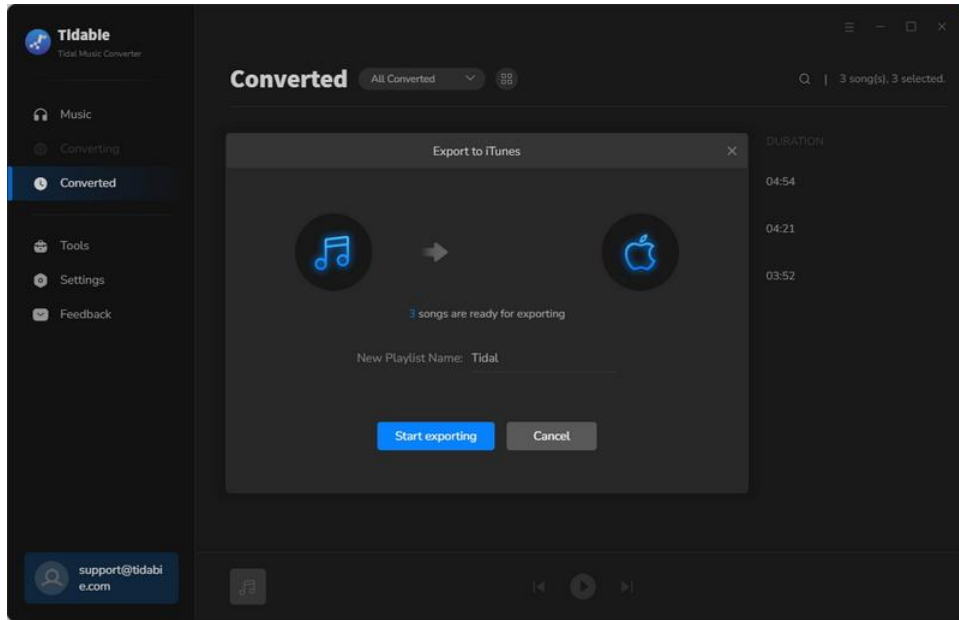 Tidable
Tidal Music Converter
Music
Converting
Converted
Tools
Settings
Feedback
support@tidabi
e.com
Converted All Converted
| 3 song(s), 3 selected.
DURATION
04:54
04:21
03:52
Export to iTunes
3 songs are ready for exporting
New Playlist Name: Tidal
Start exporting Cancel